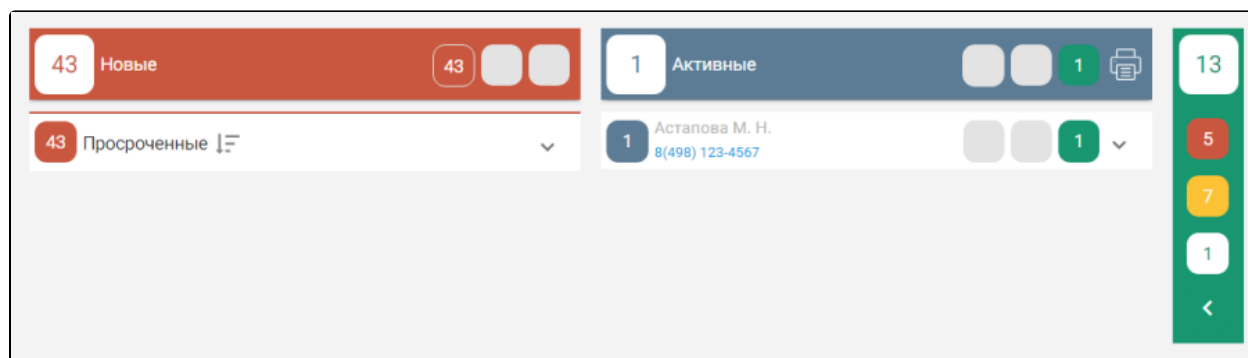 43 Новые 43
43 Просроченные
1 Активные 1
1 Астапова М. Н. 1
8(498) 123-4567
13
5
7
1